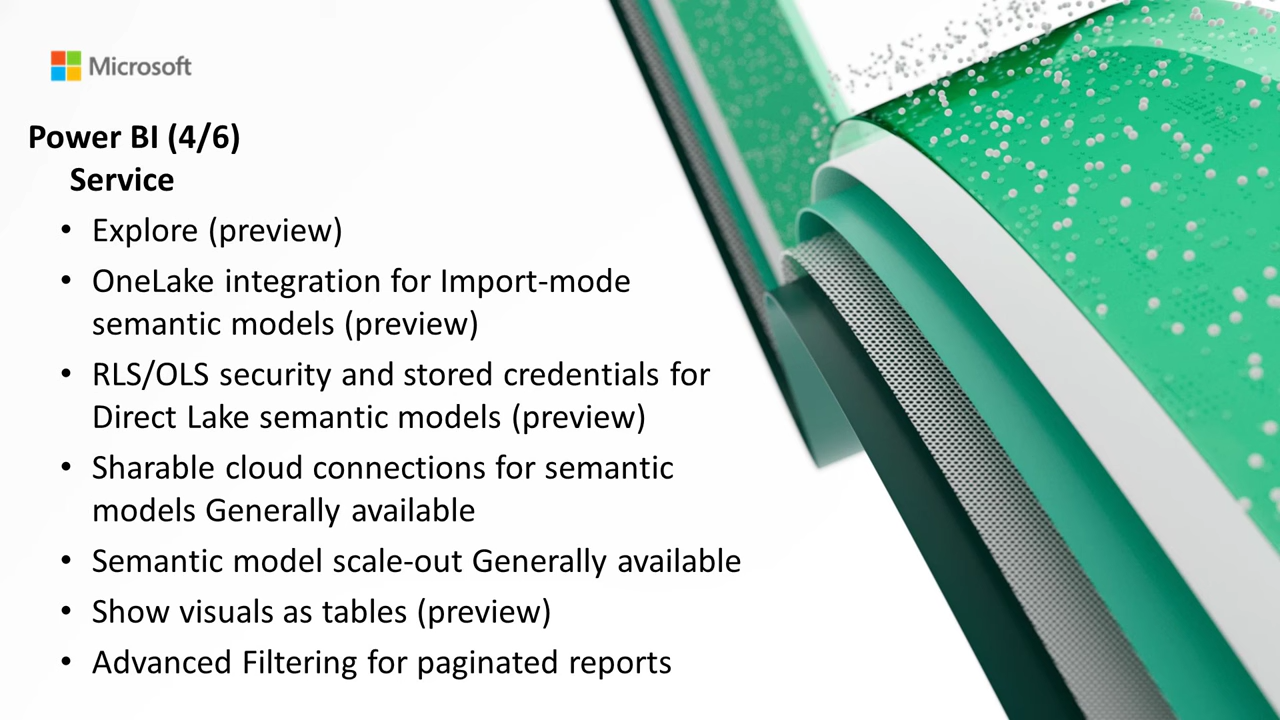 Microsoft
Power BI (4/6)
Service
• Explore (preview)
• OneLake integration for Import-mode
semantic models (preview)
• RLS/OLS security and stored credentials for
Direct Lake semantic models (preview)
• Sharable cloud connections for semantic
models Generally available
• Semantic model scale-out Generally available
• Show visuals as tables (preview)
• Advanced Filtering for paginated reports